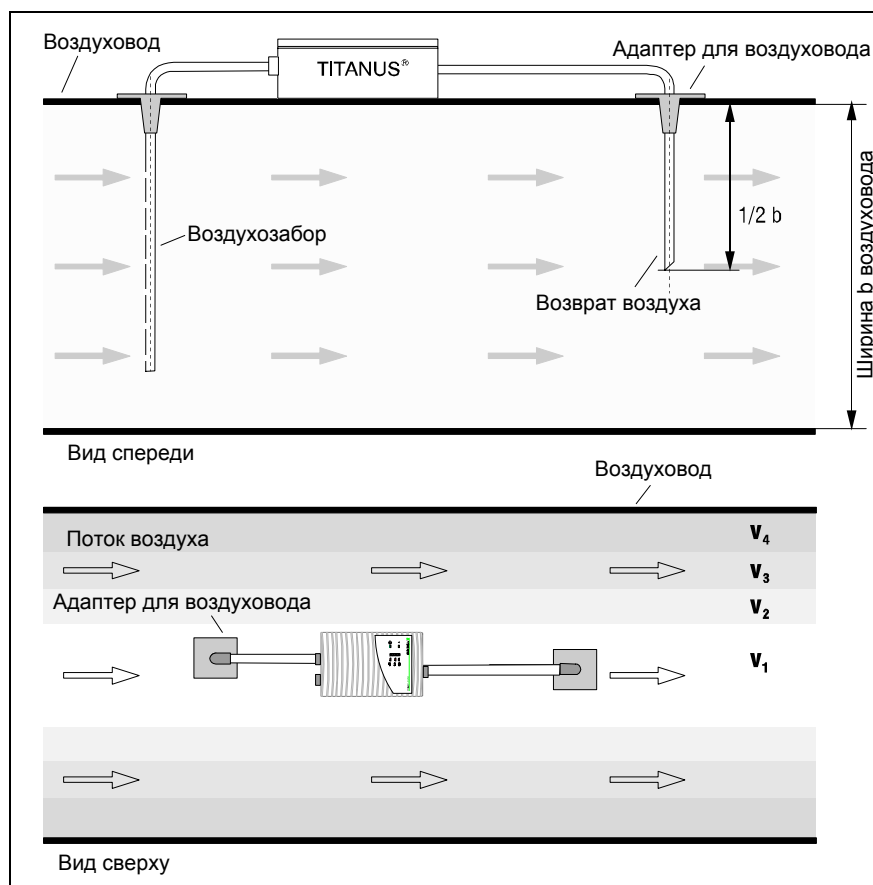 Воздуховод
Адаптер для воздуховода
TITANUS®
1/2 b
Ширина b воздуховода
Воздухозабор
Возврат воздуха
Вид спереди
Воздуховод
Поток воздуха
V4
V3
Адаптер для воздуховода
V2
V1
Вид сверху